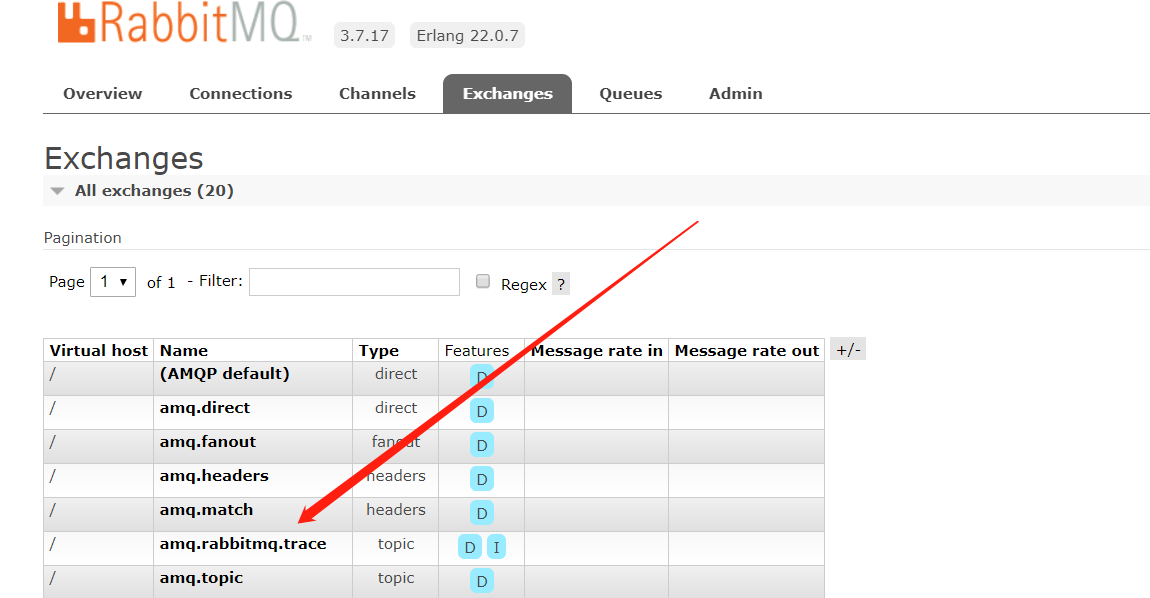 RabbitMQ TM 3.7.17 Erlang 22.0.7
Overview Connections Channels Exchanges Queues Admin
Exchanges
All exchanges (20)
Pagination
Page 1 of 1 - Filter: Regex ?
Virtual host Name Type Features Message rate in Message rate out +/-
/ (AMQP default) direct D
/ amq.direct direct D
/ amq.fanout fanout D
/ amq.headers headers D
/ amq.match headers D
/ amq.rabbitmq.trace topic D I
/ amq.topic topic D